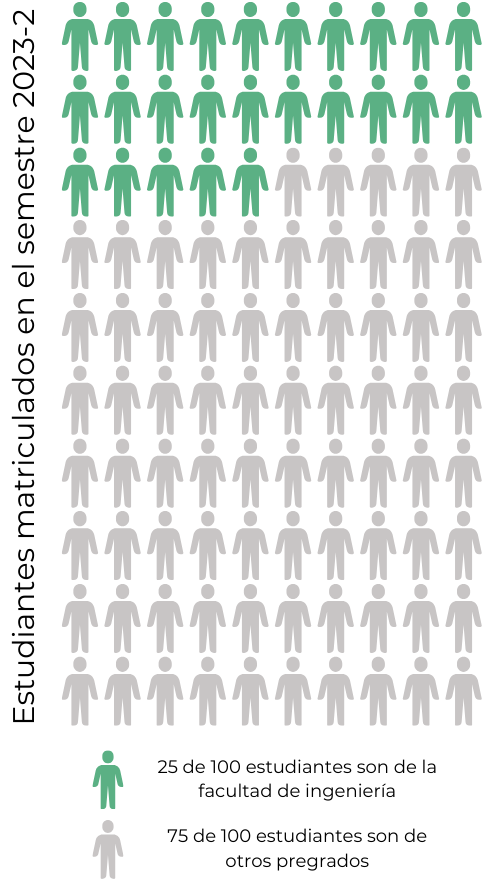 Estudiantes matriculados en el semestre 2023-2
25 de 100 estudiantes son de la
facultad de ingeniería
75 de 100 estudiantes son de
otros pregrados